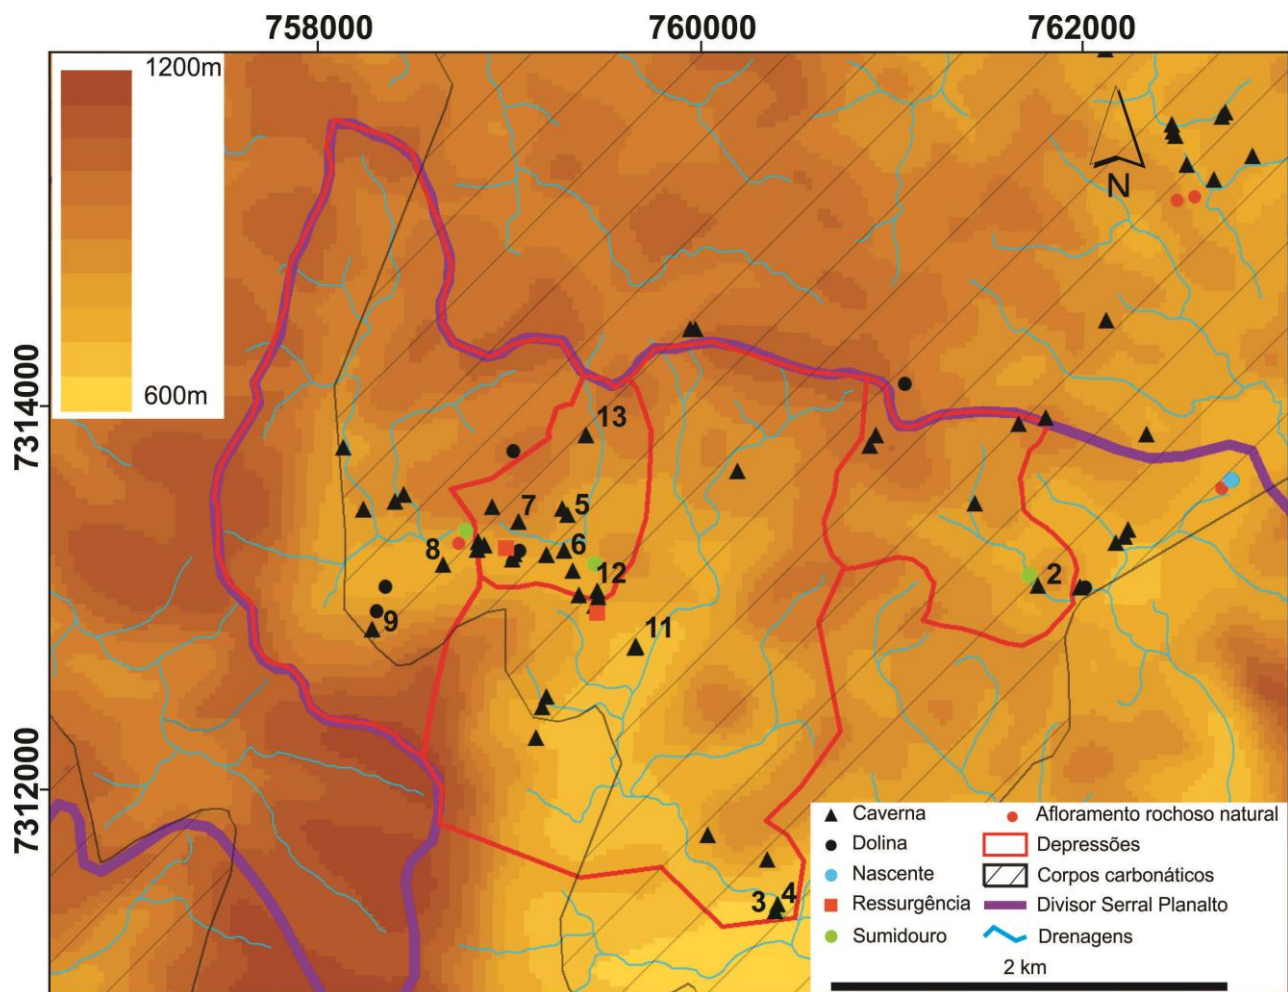 758000
760000
762000
1200m
600m
7314000
7312000
N
13
7
5
8
6
12
2
9
11
3
4
Caverna
Dolina
Nascente
Ressurgência
Sumidouro
Afloramento rochoso natural
Depressões
Corpos carbonáticos
Divisor Serral Planalto
Drenagens
2 km